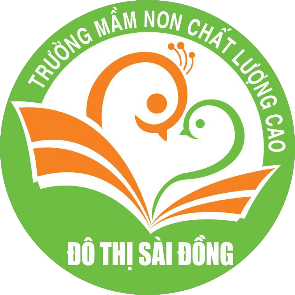 TRƯỜNG MẦM NON CHẤT LƯỢNG CAO
ĐÔ THỊ SÀI ĐỒNG